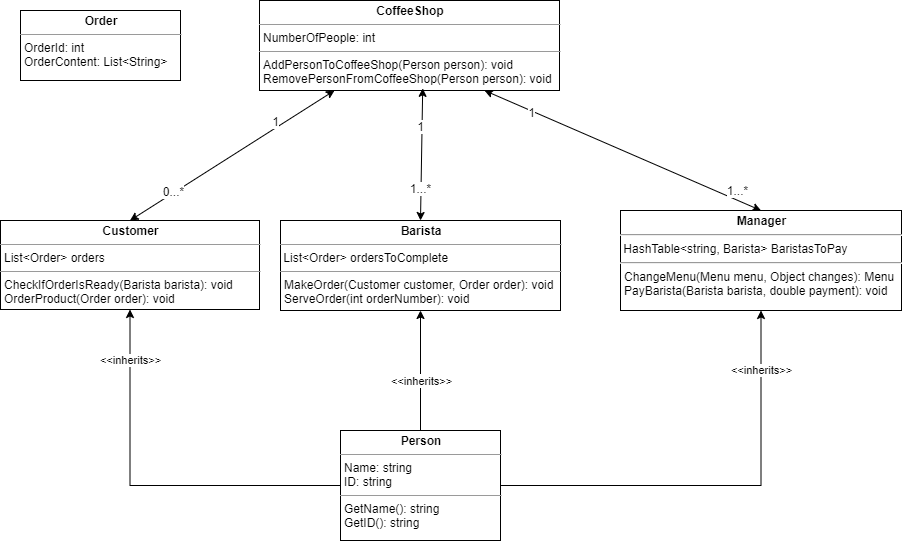 Order
OrderId: int
OrderContent: List<String>
CoffeeShop
NumberOfPeople: int
AddPersonToCoffeeShop(Person person): void
RemovePersonFromCoffeeShop(Person person): void
1
1
1
0...*
1...*
1...*
Customer
List<Order> orders
CheckIfOrderIsReady(Barista barista): void
OrderProduct(Order order): void
Barista
List<Order> ordersToComplete
MakeOrder(Customer customer, Order order): void
ServeOrder(int orderNumber): void
Manager
HashTable<string, Barista> BaristasToPay
ChangeMenu(Menu menu, Object changes): Menu
PayBarista(Barista barista, double payment): void
<<inherits>>
<<inherits>>
<<inherits>>
Person
Name: string
ID: string
GetName(): string
GetID(): string